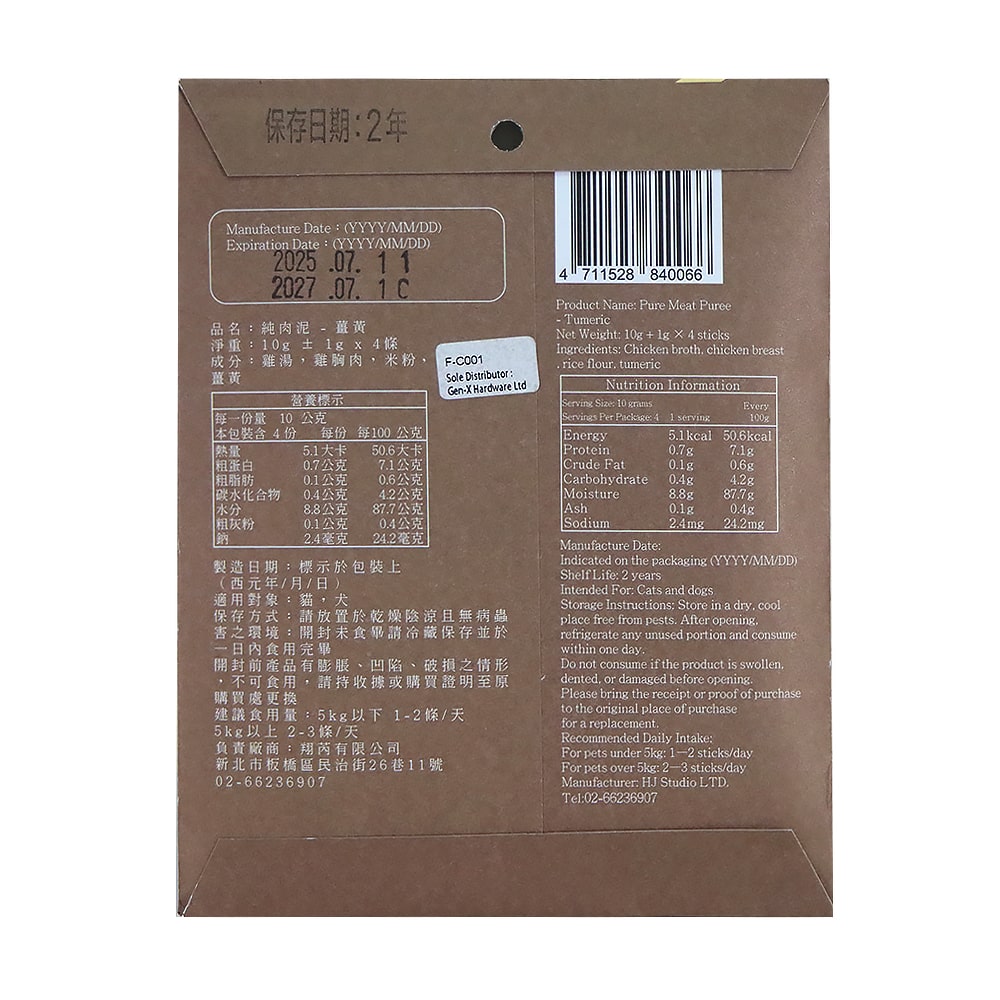 保存日期：2年
Manufacture Date：(YYYY/MM/DD)
Expiration Date：(YYYY/MM/DD)
2025 .07. 11
2027 .07. 1
品名：純肉泥 - 薑黃
淨重：10g ± 1g x 4條
成分：雞湯，雞胸肉，米粉、
薑黃
營養標示
每一份量 10 公克
本包裝含 4 份 每份 每100 公克
熱量 5.1大卡 50.6大卡
粗蛋白 0.7公克 7.1公克
粗脂肪 0.1公克 0.6公克
碳水化合物 0.4公克 4.2公克
水分 8.8公克 87.7公克
粗灰粉 0.1公克 0.4公克
鈉 2.4毫克 24.2毫克
製造日期：標示於包裝上
（西元年/月/日）
適用對象：貓，犬
保存方式：請放置於乾燥陰涼且無病蟲
害之環境：開封未食畢請冷藏保存並於
一日內食用完畢
開封前產品有膨脹、凹陷、破損之情形
，不可食用，請持收據或購買證明至原
購買處更換
建議食用量：5kg以下 1-2條/天
5kg以上 2-3條/天
負責廠商：翔芮有限公司
新北市板橋區民治街26巷11號
02-66236907
F-C001
Sole Distributor :
Gen-X Hardware Ltd
4 711528 840066
Product Name: Pure Meat Puree
- Tumeric
Net Weight: 10g + 1g × 4 sticks
Ingredients: Chicken broth, chicken breast
, rice flour, tumeric
Nutrition Information
Serving Size: 10 grams Every
Servings Per Package: 4 1 serving 100g
Energy 5.1kcal 50.6kcal
Protein 0.7g 7.1g
Crude Fat 0.1g 0.6g
Carbohydrate 0.4g 4.2g
Moisture 8.8g 87.7g
Ash 0.1g 0.4g
Sodium 2.4mg 24.2mg
Manufacture Date:
Indicated on the packaging (YYYY/MM/DD)
Shelf Life: 2 years
Intended For: Cats and dogs
Storage Instructions: Store in a dry, cool
place free from pests. After opening,
refrigerate any unused portion and consume
within one day.
Do not consume if the product is swollen,
dented, or damaged before opening.
Please bring the receipt or proof of purchase
to the original place of purchase
for a replacement.
Recommended Daily Intake:
For pets under 5kg: 1－2 sticks/day
For pets over 5kg: 2－3 sticks/day
Manufacturer: HJ Studio LTD.
Tel:02-66236907